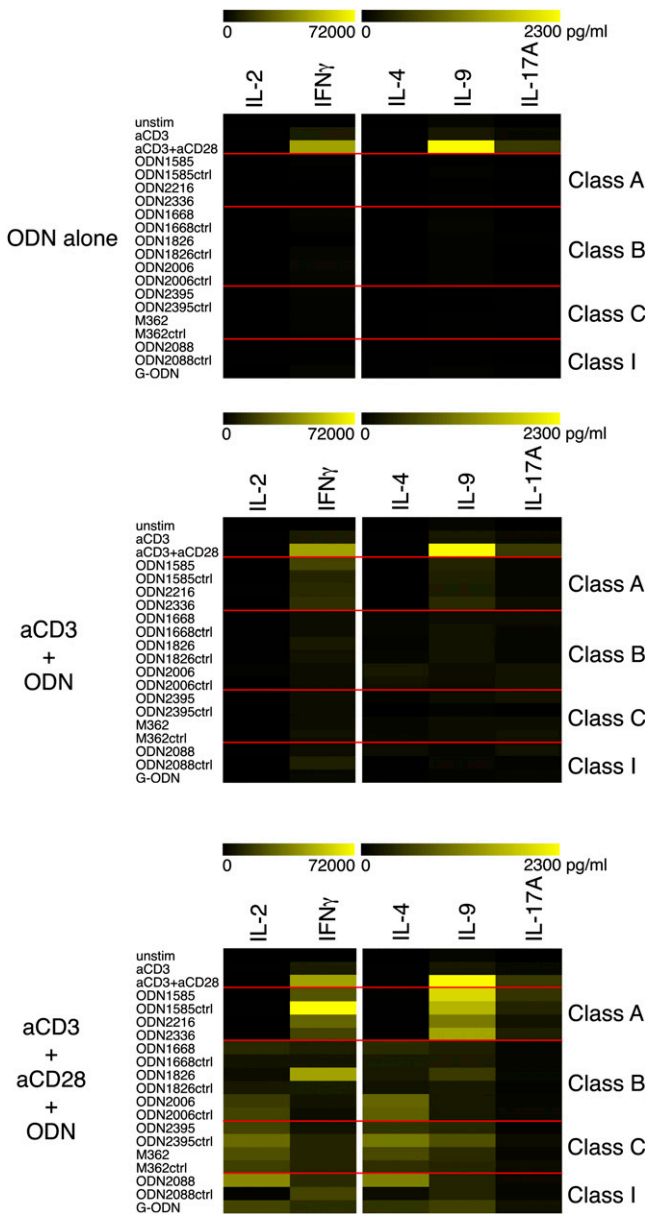 0 72000 0 2300 pg/ml
IL-2 IFNγ IL-4 IL-9 IL-17A
unstim
aCD3
aCD3+aCD28
ODN1585
ODN1585ctrl
ODN2216
ODN2336
ODN1668
ODN1668ctrl
ODN1826
ODN1826ctrl
ODN2006
ODN2006ctrl
ODN2395
ODN2395ctrl
M362
M362ctrl
ODN2088
ODN2088ctrl
G-ODN
ODN alone
Class A
Class B
Class C
Class I
0 72000 0 2300 pg/ml
IL-2 IFNγ IL-4 IL-9 IL-17A
unstim
aCD3
aCD3+aCD28
ODN1585
ODN1585ctrl
ODN2216
ODN2336
ODN1668
ODN1668ctrl
ODN1826
ODN1826ctrl
ODN2006
ODN2006ctrl
ODN2395
ODN2395ctrl
M362
M362ctrl
ODN2088
ODN2088ctrl
G-ODN
aCD3
+
ODN
Class A
Class B
Class C
Class I
0 72000 0 2300 pg/ml
IL-2 IFNγ IL-4 IL-9 IL-17A
unstim
aCD3
aCD3+aCD28
ODN1585
ODN1585ctrl
ODN2216
ODN2336
ODN1668
ODN1668ctrl
ODN1826
ODN1826ctrl
ODN2006
ODN2006ctrl
ODN2395
ODN2395ctrl
M362
M362ctrl
ODN2088
ODN2088ctrl
G-ODN
aCD3
+
aCD28
+
ODN
Class A
Class B
Class C
Class I